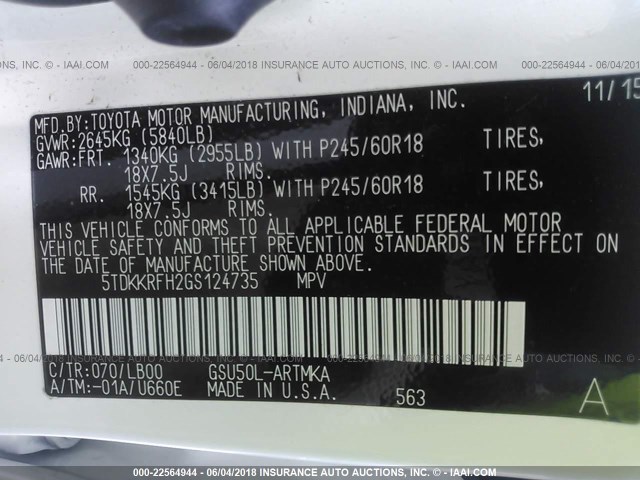 000-22564944 - 06/04/2018 INSURANCE AUTO AUCTIONS, INC. - IAAI.COM
MFD.BY:TOYOTA MOTOR MANUFACTURING, INDIANA, INC. 11/15
GVWR:2645KG (5840LB)
GAWR:FRT. 1340KG (2955LB) WITH P245/60R18 TIRES,
18X7.5J RIMS.
RR. 1545KG (3415LB) WITH P245/60R18 TIRES,
18X7.5J RIMS.
THIS VEHICLE CONFORMS TO ALL APPLICABLE FEDERAL MOTOR
VEHICLE SAFETY AND THEFT PREVENTION STANDARDS IN EFFECT ON
THE DATE OF MANUFACTURE SHOWN ABOVE.
5TDKKRFH2GS124735 MPV
C/TR:070/LB00 GSU50L-ARTMKA
A/TM:-01A/U660E MADE IN U.S.A. 563
A
000-22564944 - 06/04/2018 INSURANCE AUTO AUCTIONS, INC. - IAAI.COM